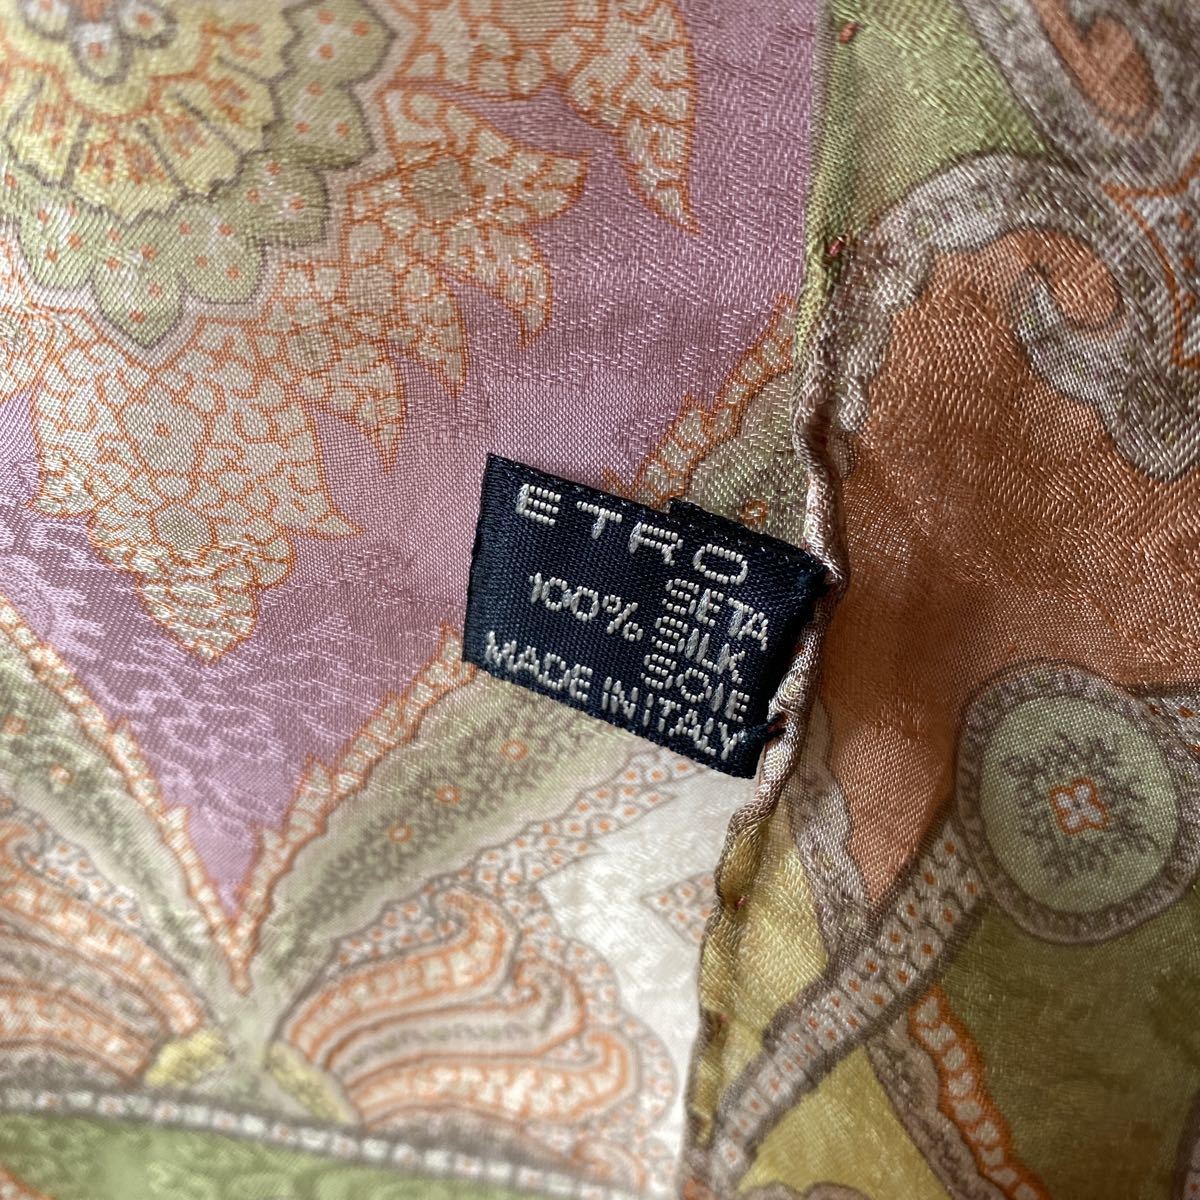 ETRO
SETA
100% SILK
SOIE
MADE IN ITALY